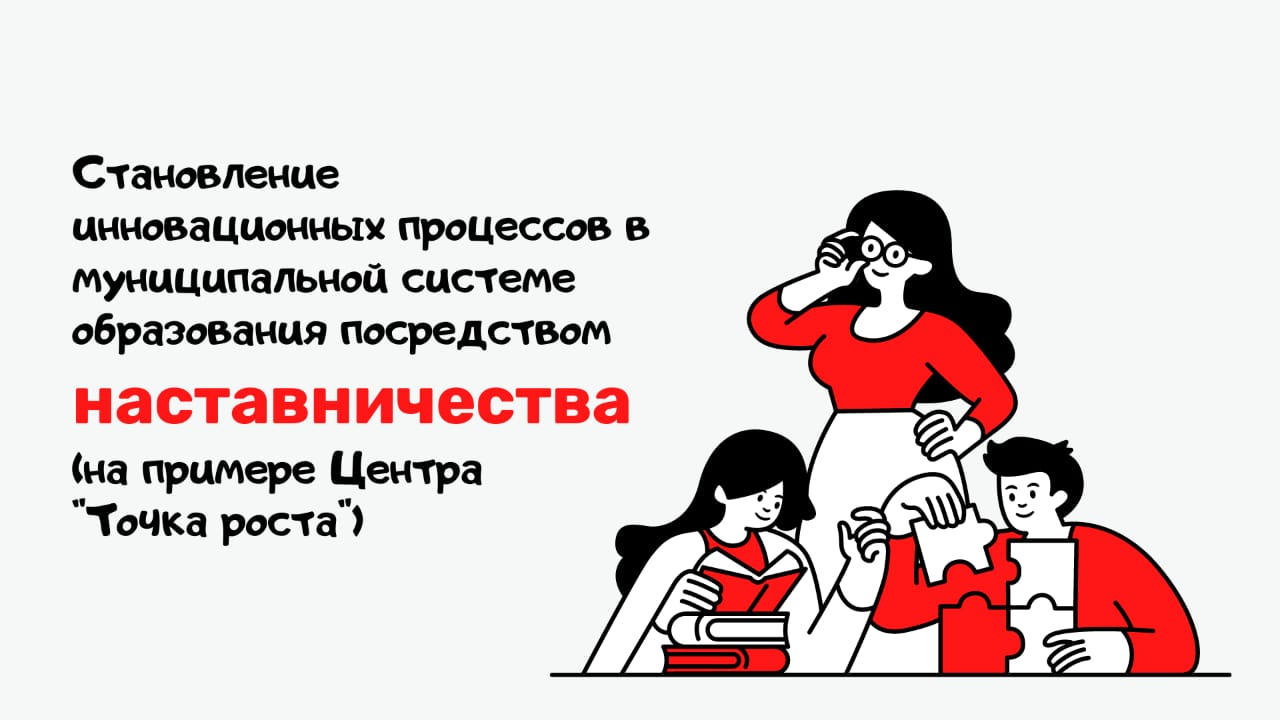 Становление
инновационных процессов в
муниципальной системе
образования посредством
наставничества
(на примере Центра
"Точка роста")